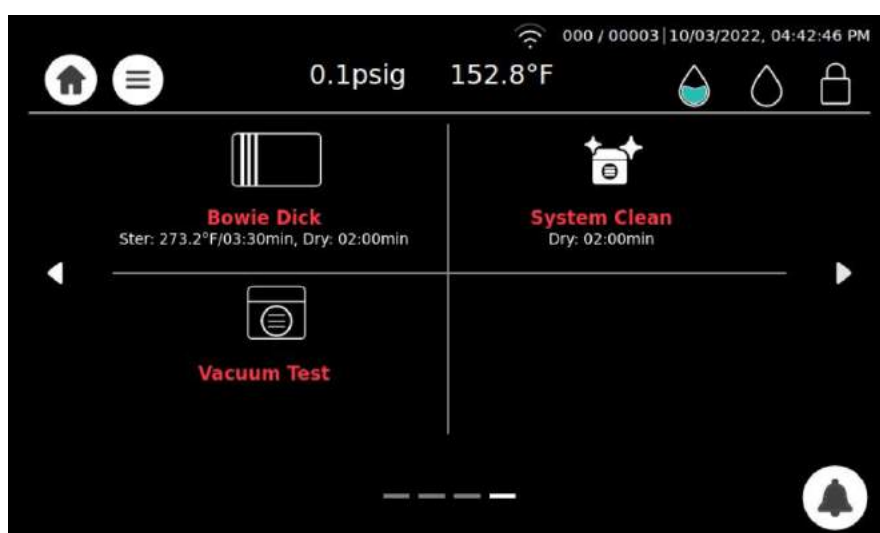 000 / 00003 | 10/03/2022, 04:42:46 PM
0.1psig 152.8°F
Bowie Dick
Ster: 273.2°F/03:30min, Dry: 02:00min
System Clean
Dry: 02:00min
Vacuum Test